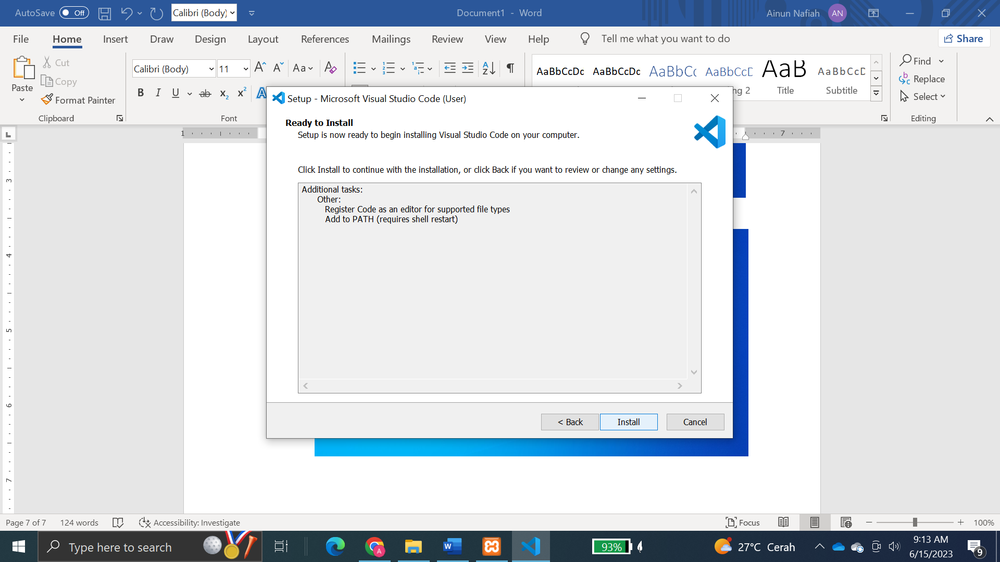 AutoSave Off Calibri (Body) Document1 - Word Ainun Nafiah AN
File Home Insert Draw Design Layout References Mailings Review View Help Tell me what you want to do Share
Paste
Cut
Copy
Format Painter
Clipboard
Calibri (Body) 11 Aa
B I U ab x2 x2 A
Font
AaBbCcDc AaBbCcDc AaBbCc AaBbCcD AaB AaBbCcD
ng 2 Title Subtitle
Find
Replace
Select
Editing
Setup - Microsoft Visual Studio Code (User)
Ready to Install
Setup is now ready to begin installing Visual Studio Code on your computer.
Click Install to continue with the installation, or click Back if you want to review or change any settings.
Additional tasks:
Other:
Register Code as an editor for supported file types
Add to PATH (requires shell restart)
< Back Install Cancel
1 7
3
4
5
6
7
Page 7 of 7 124 words Accessibility: Investigate Focus 100%
Type here to search 93% 27°C Cerah 9:13 AM
6/15/2023 9